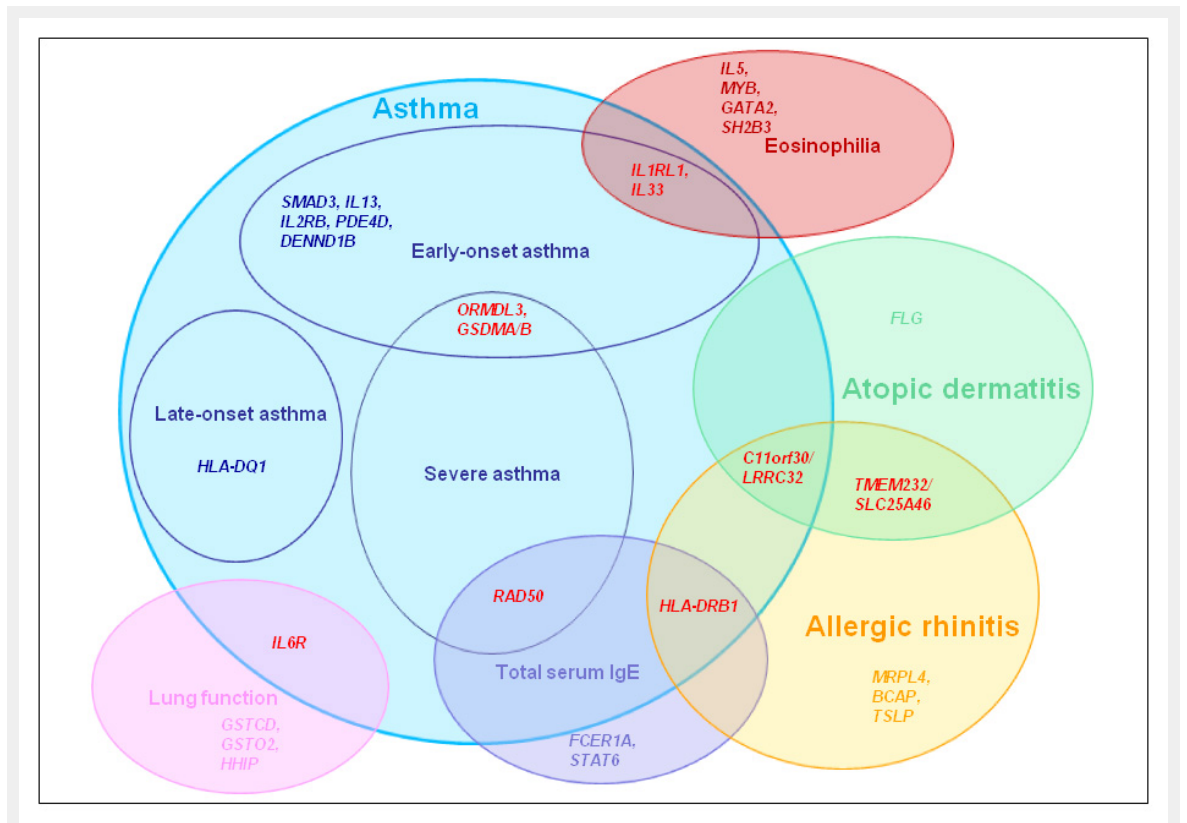 IL5,
MYB,
GATA2,
SH2B3
Eosinophilia
Asthma
IL1RL1,
IL33
SMAD3, IL13,
IL2RB, PDE4D,
DENND1B
Early-onset asthma
ORMDL3,
GSDMA/B
FLG
Atopic dermatitis
Late-onset asthma
HLA-DQ1
Severe asthma
C11orf30/
LRRC32
TMEM232/
SLC25A46
RAD50
HLA-DRB1
Allergic rhinitis
IL6R
Total serum IgE
MRPL4,
BCAP,
TSLP
Lung function
GSTCD,
GSTO2,
HHIP
FCER1A,
STAT6